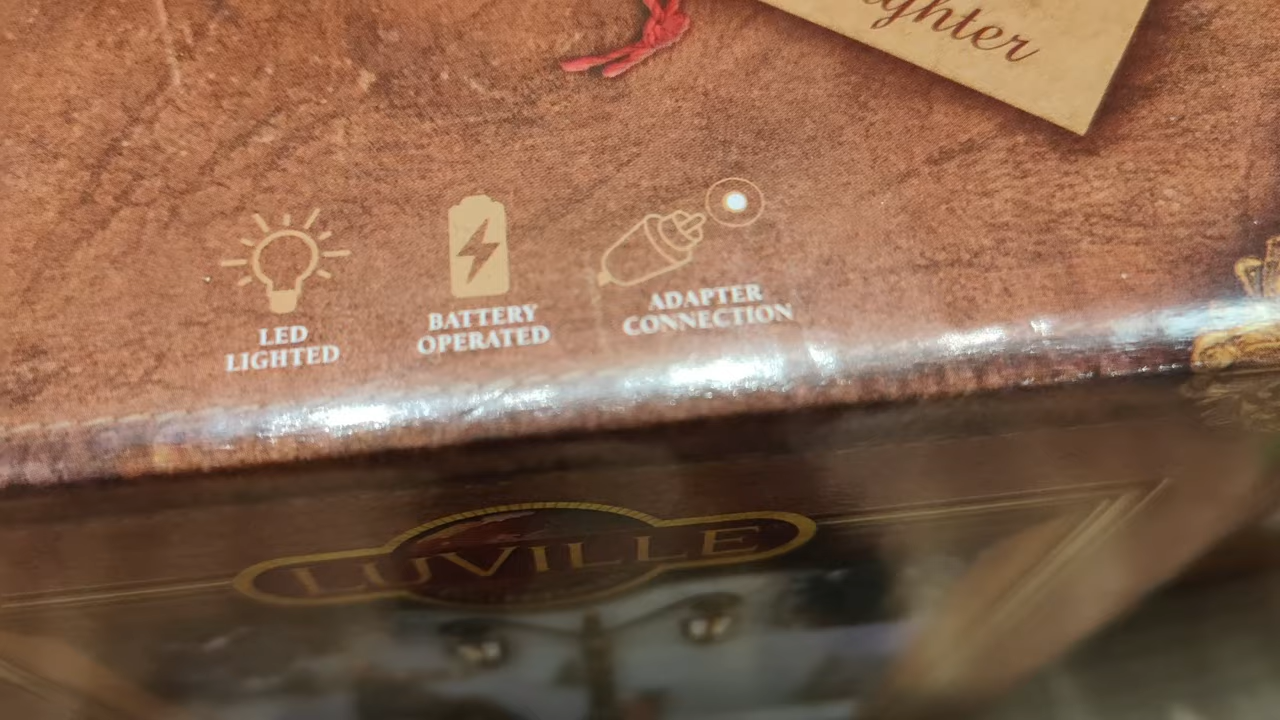 ghter
LED
LIGHTED
BATTERY
OPERATED
ADAPTER
CONNECTION
LUVILLE